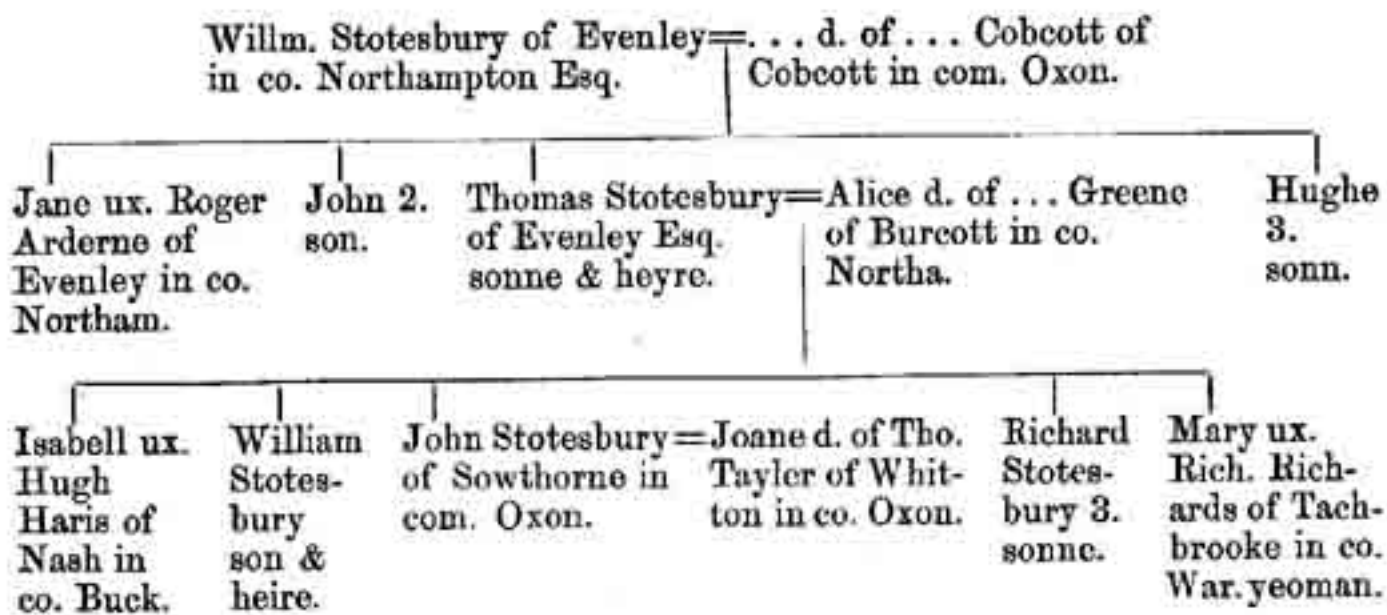 Willm. Stotesbury of Evenley=. . . d. of . . . Cobcott of
in co. Northampton Esq.
Cobcott in com. Oxon.
Jane ux. Roger
Arderne of
Evenley in co.
Northam.
John 2.
son.
Thomas Stotesbury=Alice d. of . . . Greene
of Evenley Esq.
sonne & heyre.
of Burcott in co.
Northa.
Hughe
3.
sonn.
Isabell ux.
Hugh
Haris of
Nash in
co. Buck.
William
Stotes-
bury
son &
heire.
John Stotesbury=Joane d. of Tho.
of Sowthorne in
com. Oxon.
Tayler of Whit-
ton in co. Oxon.
Richard
Stotes-
bury 3.
sonne.
Mary ux.
Rich. Rich-
ards of Tach-
brooke in co.
War. yeoman.